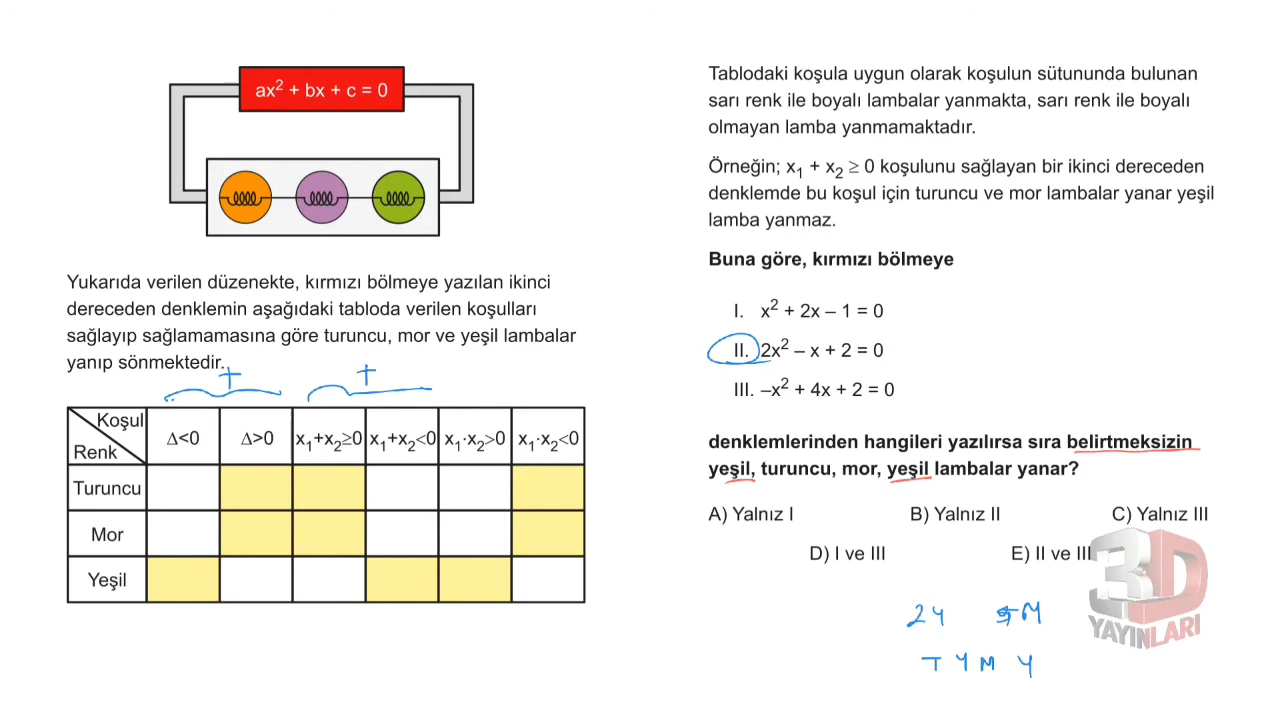 ax² + bx + c = 0
Yukarıda verilen düzenekte, kırmızı bölmeye yazılan ikinci
dereceden denklemin aşağıdaki tabloda verilen koşulları
sağlayıp sağlamamasına göre turuncu, mor ve yeşil lambalar
yanıp sönmektedir.
+ +
Koşul
Renk
Δ<0 Δ>0 x₁+x₂≥0 x₁+x₂<0 x₁·x₂>0 x₁·x₂<0
Turuncu
Mor
Yeşil
Tablodaki koşula uygun olarak koşulun sütununda bulunan
sarı renk ile boyalı lambalar yanmakta, sarı renk ile boyalı
olmayan lamba yanmamaktadır.
Örneğin; x₁ + x₂ ≥ 0 koşulunu sağlayan bir ikinci dereceden
denklemde bu koşul için turuncu ve mor lambalar yanar yeşil
lamba yanmaz.
Buna göre, kırmızı bölmeye
I. x² + 2x – 1 = 0
II. 2x² – x + 2 = 0
III. –x² + 4x + 2 = 0
denklemlerinden hangileri yazılırsa sıra belirtmeksizin
yeşil, turuncu, mor, yeşil lambalar yanar?
A) Yalnız I B) Yalnız II C) Yalnız III
D) I ve III E) II ve III
3D
YAYINLARI
2Y M
T Y M Y